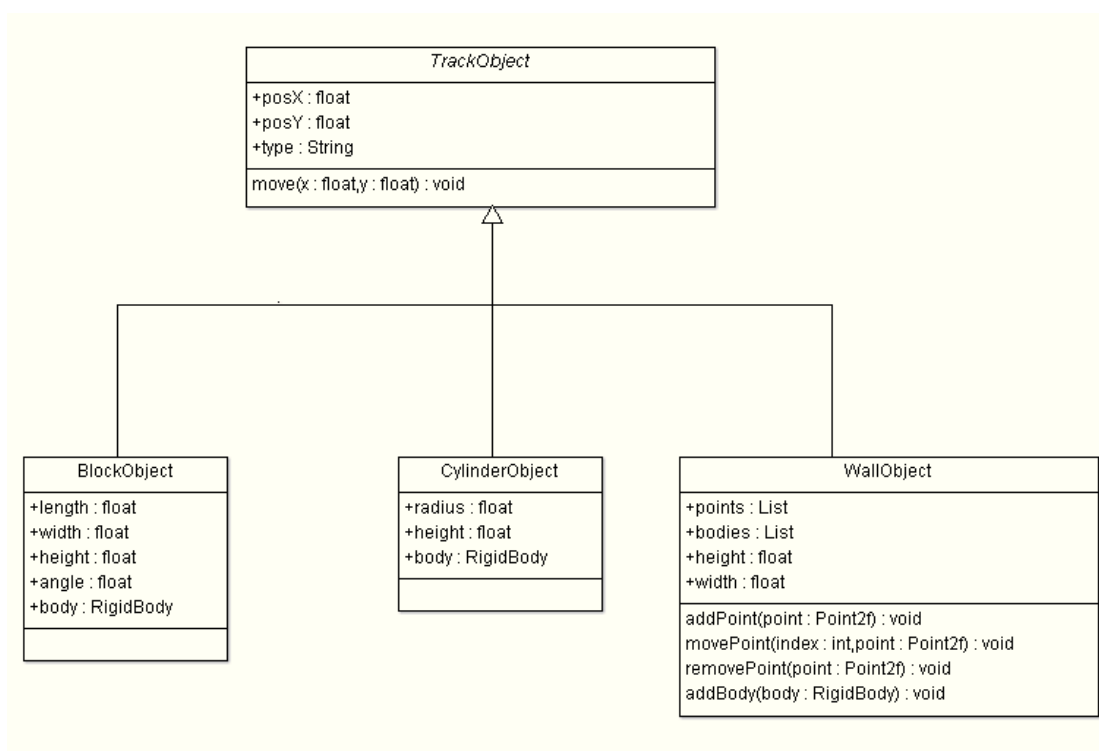 TrackObject
+posX : float
+posY : float
+type : String
move(x : float,y : float) : void
BlockObject
+length : float
+width : float
+height : float
+angle : float
+body : RigidBody
CylinderObject
+radius : float
+height : float
+body : RigidBody
WallObject
+points : List
+bodies : List
+height : float
+width : float
addPoint(point : Point2f) : void
movePoint(index : int,point : Point2f) : void
removePoint(point : Point2f) : void
addBody(body : RigidBody) : void